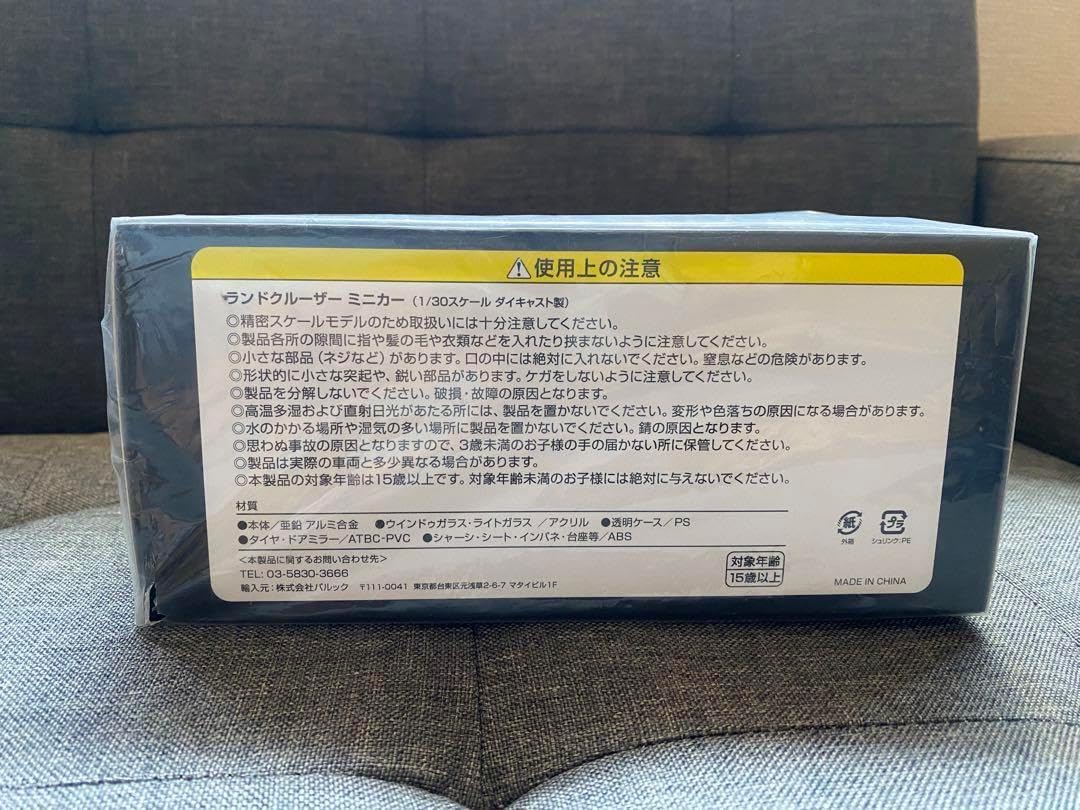 ⚠使用上の注意
ランドクルーザー ミニカー（1/30スケール ダイキャスト製）
◎精密スケールモデルのため取扱いには十分注意してください。
◎製品各所の隙間に指や髪の毛や衣類などを入れたり挟まないように注意してください。
◎小さな部品（ネジなど）があります。口の中には絶対に入れないでください。窒息などの危険があります。
◎形状的に小さな突起や、鋭い部品があります。ケガをしないように注意してください。
◎製品を分解しないでください。破損・故障の原因となります。
◎高温多湿および直射日光があたる所には、製品を置かないでください。変形や色落ちの原因になる場合があります。
◎水のかかる場所や湿気の多い場所に製品を置かないでください。錆の原因となります。
◎思わぬ事故の原因となりますので、3歳未満のお子様の手の届かない所に保管してください。
◎製品は実際の車両と多少異なる場合があります。
◎本製品の対象年齢は15歳以上です。対象年齢未満のお子様には絶対に与えないでください。
材質
●本体／亜鉛 アルミ合金 ●ウインドゥガラス・ライトガラス ／アクリル ●透明ケース／PS
●タイヤ・ドアミラー／ATBC-PVC ●シャーシ・シート・インパネ・台座等／ABS
＜本製品に関するお問い合わせ先＞
TEL: 03-5830-3666
輸入元：株式会社バルック 〒111-0041 東京都台東区元浅草2-6-7 マタイビル1F
対象年齢
15歳以上
紙
外箱
プラ
シュリンク：PE
MADE IN CHINA